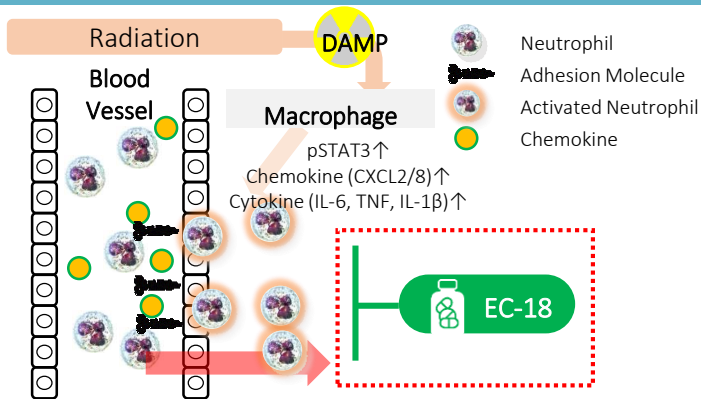 Radiation
DAMP
Blood
Vessel
Macrophage
pSTAT3↑
Chemokine (CXCL2/8)↑
Cytokine (IL-6, TNF, IL-1β)↑
Neutrophil
Adhesion Molecule
Activated Neutrophil
Chemokine
EC-18